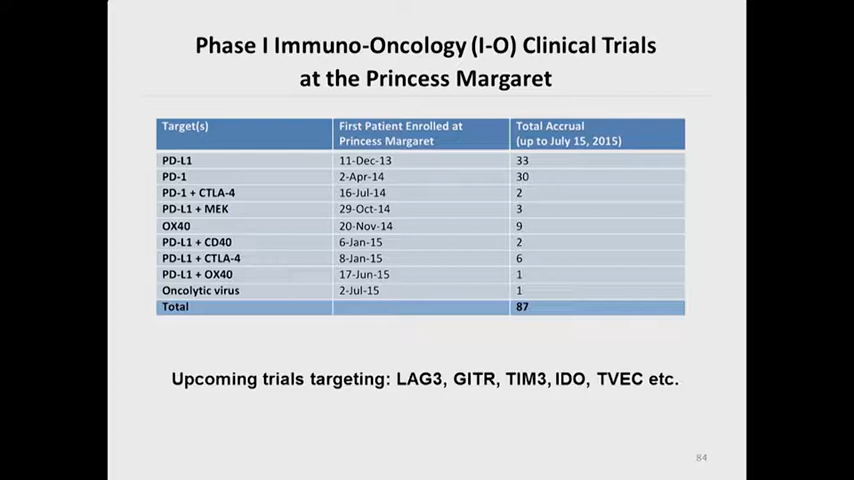 Phase I Immuno-Oncology (I-O) Clinical Trials
at the Princess Margaret
Target(s) First Patient Enrolled at Princess Margaret Total Accrual (up to July 15, 2015)
PD-L1 11-Dec-13 33
PD-1 2-Apr-14 30
PD-1 + CTLA-4 16-Jul-14 2
PD-L1 + MEK 29-Oct-14 3
OX40 20-Nov-14 9
PD-L1 + CD40 6-Jan-15 2
PD-L1 + CTLA-4 8-Jan-15 6
PD-L1 + OX40 17-Jun-15 1
Oncolytic virus 2-Jul-15 1
Total 87
Upcoming trials targeting: LAG3, GITR, TIM3, IDO, TVEC etc.
84